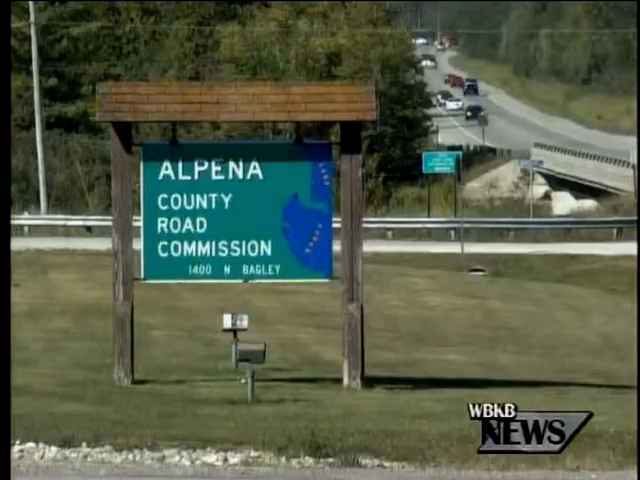 ALPENA
COUNTY
ROAD
COMMISSION
1400 N BAGLEY
WBKB
NEWS